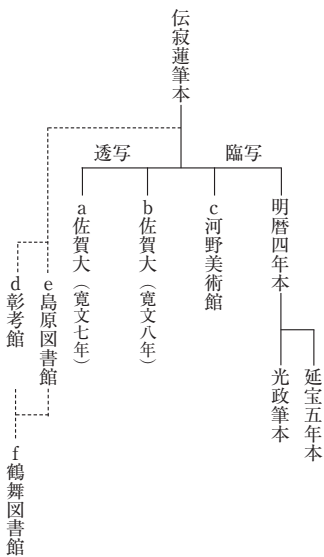 伝寂蓮筆本
臨写
透写
明暦四年本
c河野美術館
b佐賀大（寛文八年）
a佐賀大（寛文七年）
延宝五年本
光政筆本
e島原図書館
d彰考館
f鶴舞図書館